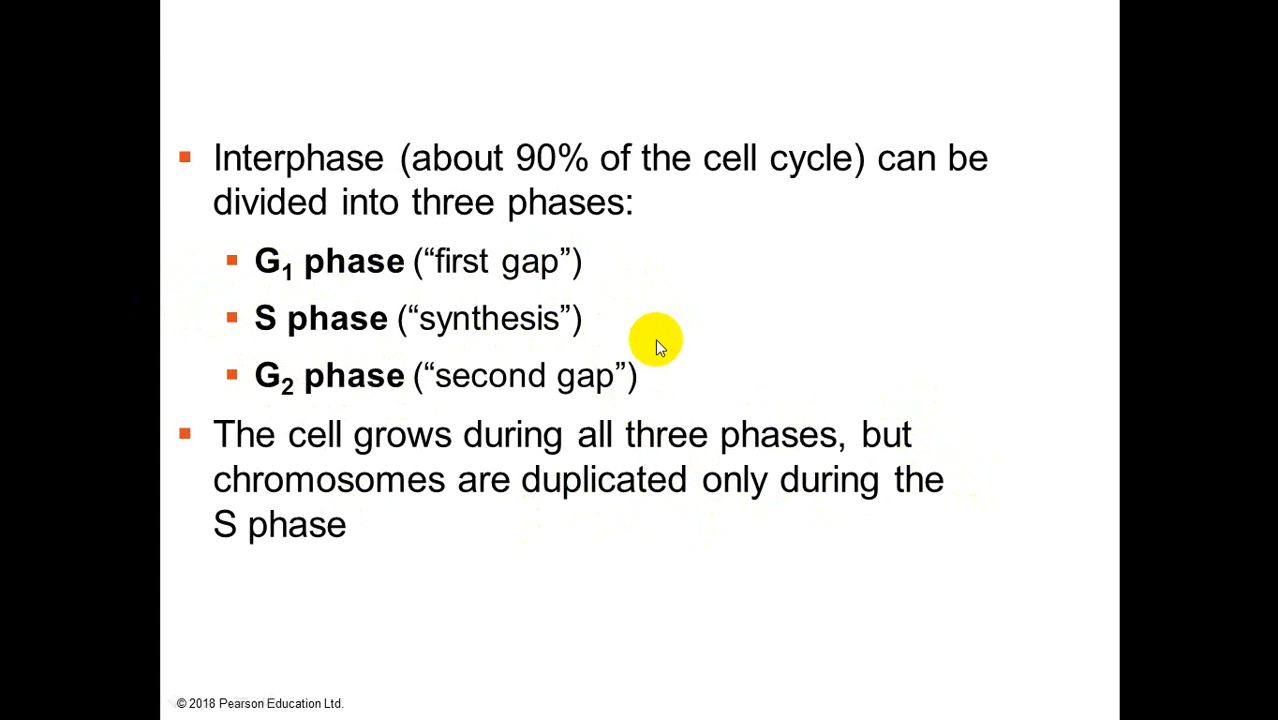 Interphase (about 90% of the cell cycle) can be
divided into three phases:
G₁ phase (“first gap”)
S phase (“synthesis”)
G₂ phase (“second gap”)
The cell grows during all three phases, but
chromosomes are duplicated only during the
S phase
© 2018 Pearson Education Ltd.